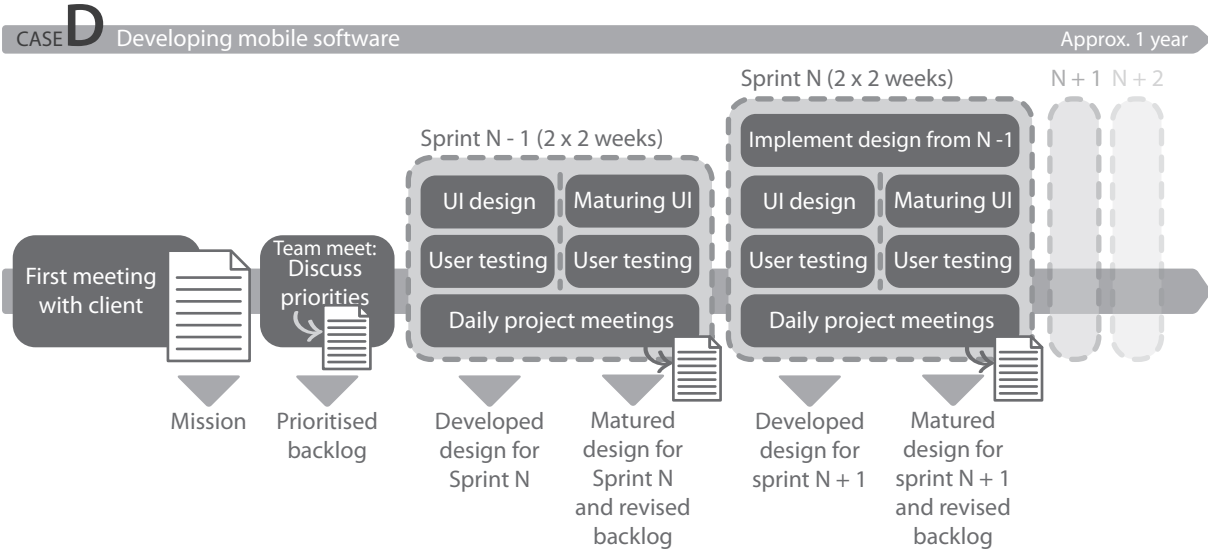 CASE D Developing mobile software Approx. 1 year
Sprint N (2 x 2 weeks) N + 1 N + 2
Sprint N - 1 (2 x 2 weeks)
First meeting
with client
Team meet:
Discuss
priorities
UI design Maturing UI
User testing User testing
Daily project meetings
Implement design from N -1
UI design Maturing UI
User testing User testing
Daily project meetings
Mission
Prioritised
backlog
Developed
design for
Sprint N
Matured
design for
Sprint N
and revised
backlog
Developed
design for
sprint N + 1
Matured
design for
sprint N + 1
and revised
backlog